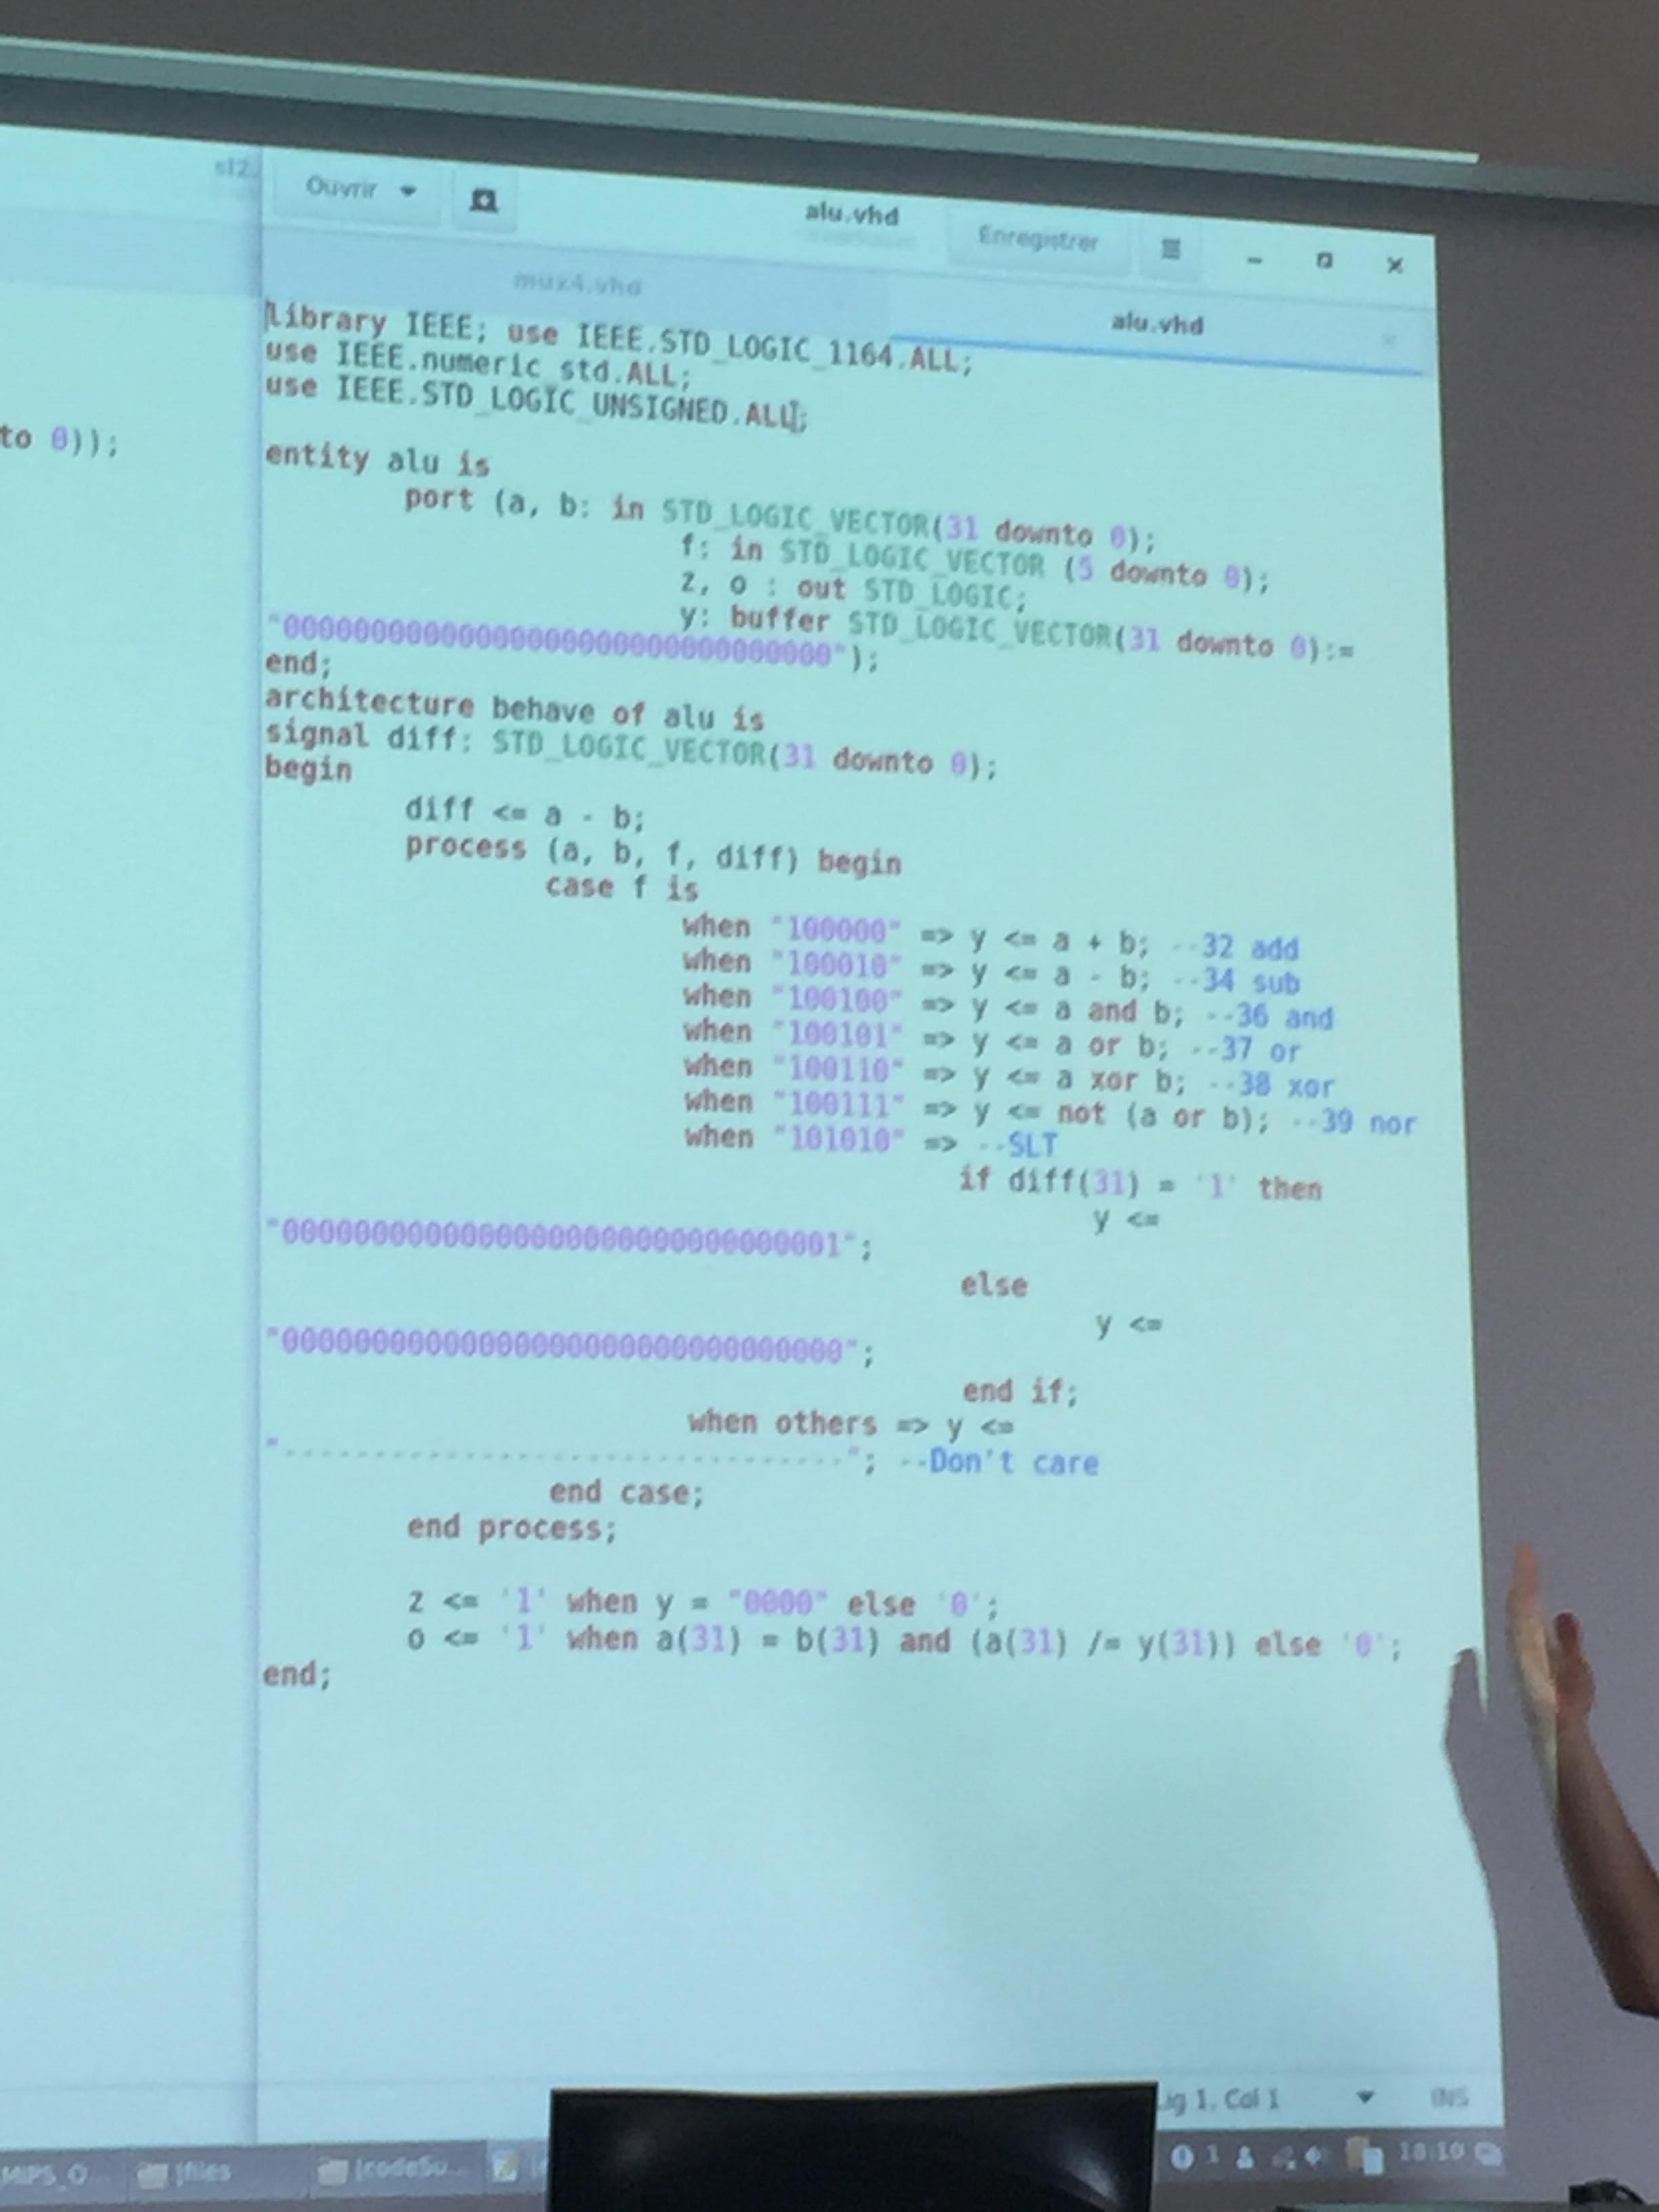 sl2.
Ouvrir
alu.vhd
Enregistrer
mux4.vhd
alu.vhd
to 0));
library IEEE; use IEEE.STD_LOGIC_1164.ALL;
use IEEE.numeric_std.ALL;
use IEEE.STD_LOGIC_UNSIGNED.ALL;
entity alu is
port (a, b: in STD_LOGIC_VECTOR(31 downto 0);
f: in STD_LOGIC_VECTOR (5 downto 0);
z, o : out STD_LOGIC;
y: buffer STD_LOGIC_VECTOR(31 downto 0):=
"00000000000000000000000000000000");
end;
architecture behave of alu is
signal diff: STD_LOGIC_VECTOR(31 downto 0);
begin
diff <= a - b;
process (a, b, f, diff) begin
case f is
when "100000" => y <= a + b; --32 add
when "100010" => y <= a - b; --34 sub
when "100100" => y <= a and b; --36 and
when "100101" => y <= a or b; --37 or
when "100110" => y <= a xor b; --38 xor
when "100111" => y <= not (a or b); --39 nor
when "101010" => --SLT
if diff(31) = '1' then
y <=
"00000000000000000000000000000001";
else
y <=
"00000000000000000000000000000000";
end if;
when others => y <=
"--------------------------------"; --Don't care
end case;
end process;
z <= '1' when y = "0000" else '0';
o <= '1' when a(31) = b(31) and (a(31) /= y(31)) else '0';
end;
Lig 1, Col 1
INS
MIPS_O...
1
18:10